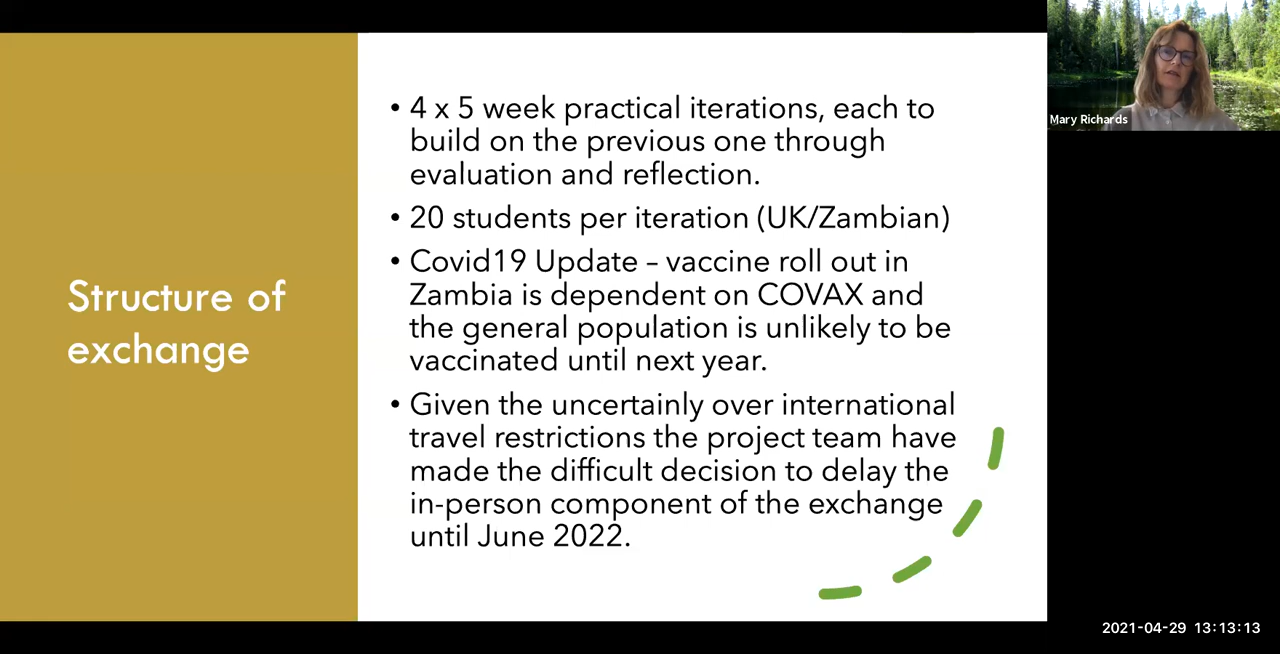 Structure of
exchange
• 4 x 5 week practical iterations, each to
build on the previous one through
evaluation and reflection.
• 20 students per iteration (UK/Zambian)
• Covid19 Update – vaccine roll out in
Zambia is dependent on COVAX and
the general population is unlikely to be
vaccinated until next year.
• Given the uncertainly over international
travel restrictions the project team have
made the difficult decision to delay the
in-person component of the exchange
until June 2022.
Mary Richards
2021-04-29 13:13:13